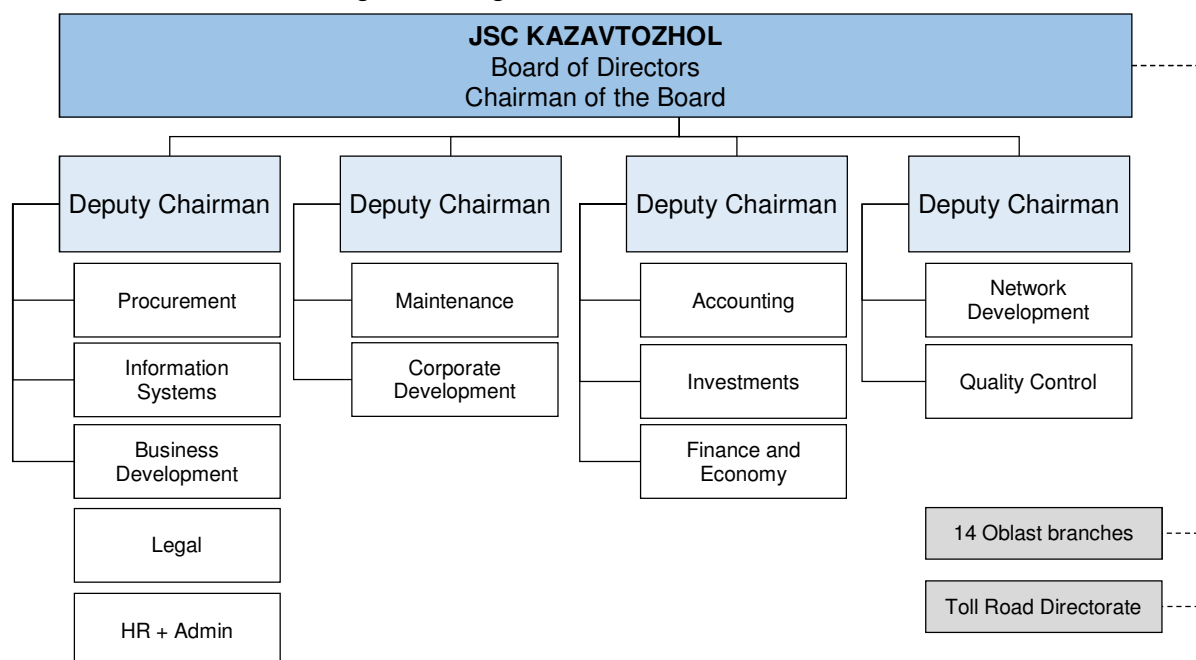 JSC KAZAVTOZHOL
Board of Directors
Chairman of the Board
Deputy Chairman
Procurement
Information
Systems
Business
Development
Legal
HR + Admin
Deputy Chairman
Maintenance
Corporate
Development
Deputy Chairman
Accounting
Investments
Finance and
Economy
Deputy Chairman
Network
Development
Quality Control
14 Oblast branches
Toll Road Directorate